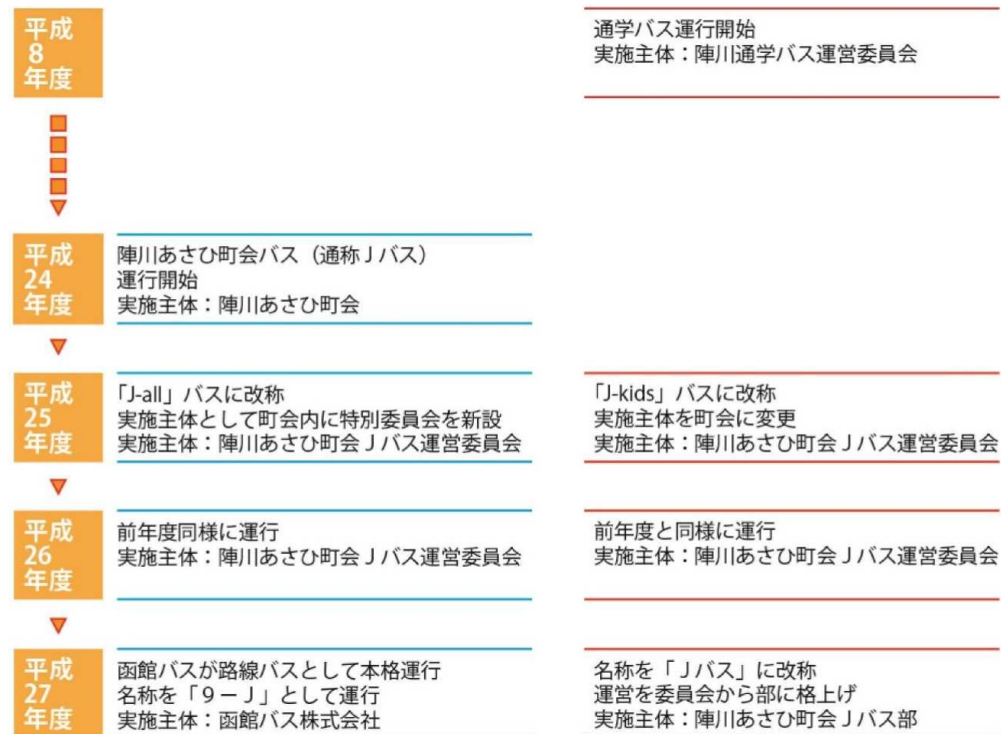 平成
8
年度
通学バス運行開始
実施主体：陣川通学バス運営委員会
平成
24
年度
陣川あさひ町会バス（通称Ｊバス）
運行開始
実施主体：陣川あさひ町会
平成
25
年度
「J-all」バスに改称
実施主体として町会内に特別委員会を新設
実施主体：陣川あさひ町会Ｊバス運営委員会
「J-kids」バスに改称
実施主体を町会に変更
実施主体：陣川あさひ町会Ｊバス運営委員会
平成
26
年度
前年度同様に運行
実施主体：陣川あさひ町会Ｊバス運営委員会
前年度と同様に運行
実施主体：陣川あさひ町会Ｊバス運営委員会
平成
27
年度
函館バスが路線バスとして本格運行
名称を「９－Ｊ」として運行
実施主体：函館バス株式会社
名称を「Ｊバス」に改称
運営を委員会から部に格上げ
実施主体：陣川あさひ町会Ｊバス部